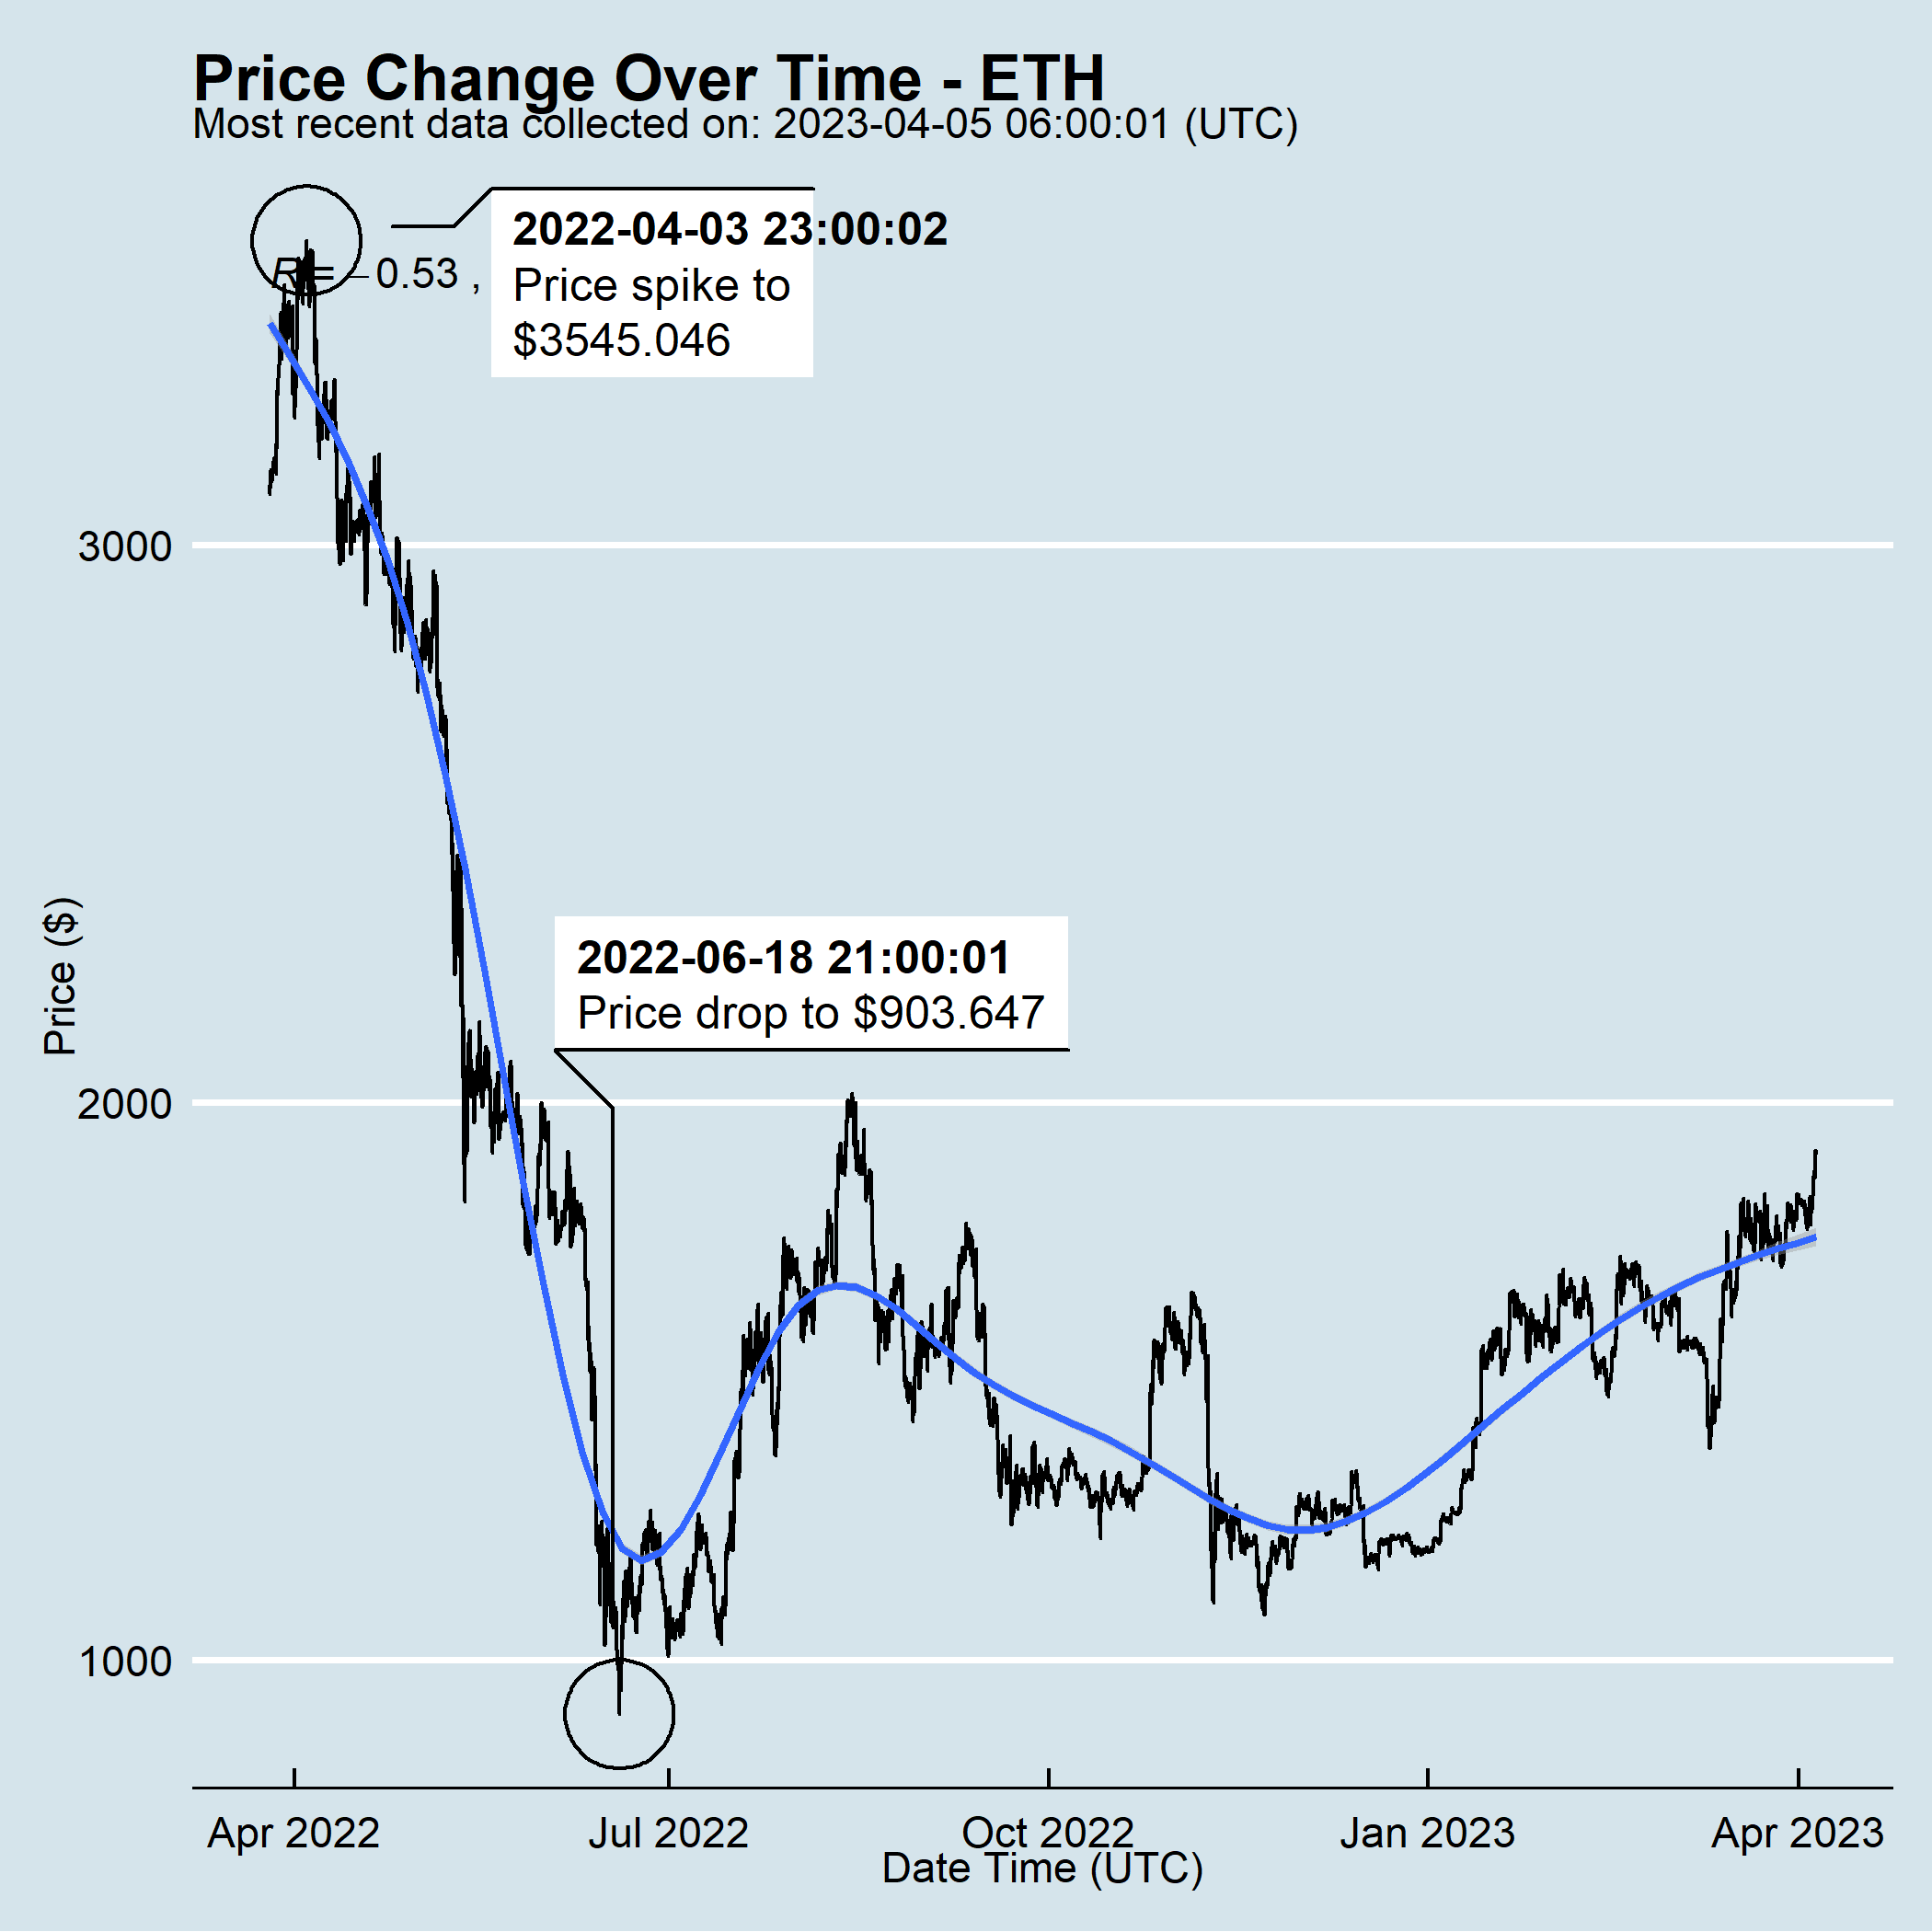 Price Change Over Time - ETH
Most recent data collected on: 2023-04-05 06:00:01 (UTC)
2022-04-03 23:00:02
Price spike to
$3545.046
R = −0.53 ,
3000
2022-06-18 21:00:01
Price drop to $903.647
Price ($)
2000
1000
Apr 2022
Jul 2022
Oct 2022
Jan 2023
Apr 2023
Date Time (UTC)